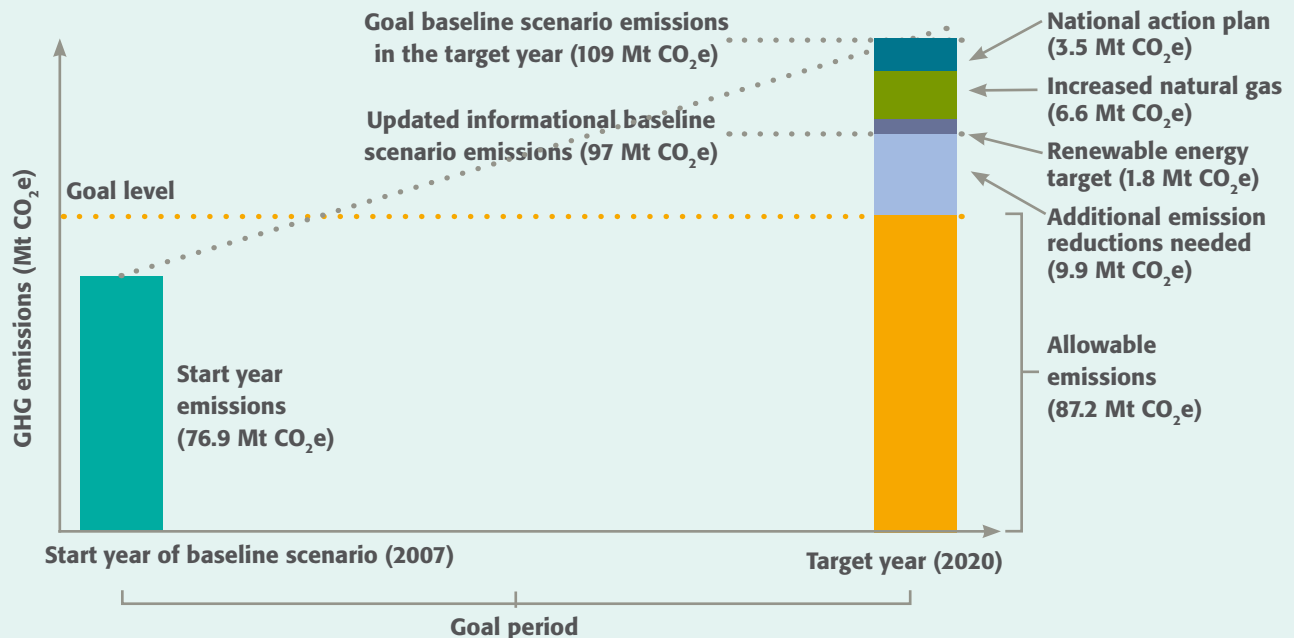 Goal baseline scenario emissions
in the target year (109 Mt CO₂e)
Updated informational baseline
scenario emissions (97 Mt CO₂e)
Goal level
GHG emissions (Mt CO₂e)
Start year
emissions
(76.9 Mt CO₂e)
National action plan
(3.5 Mt CO₂e)
Increased natural gas
(6.6 Mt CO₂e)
Renewable energy
target (1.8 Mt CO₂e)
Additional emission
reductions needed
(9.9 Mt CO₂e)
Allowable
emissions
(87.2 Mt CO₂e)
Start year of baseline scenario (2007)
Target year (2020)
Goal period